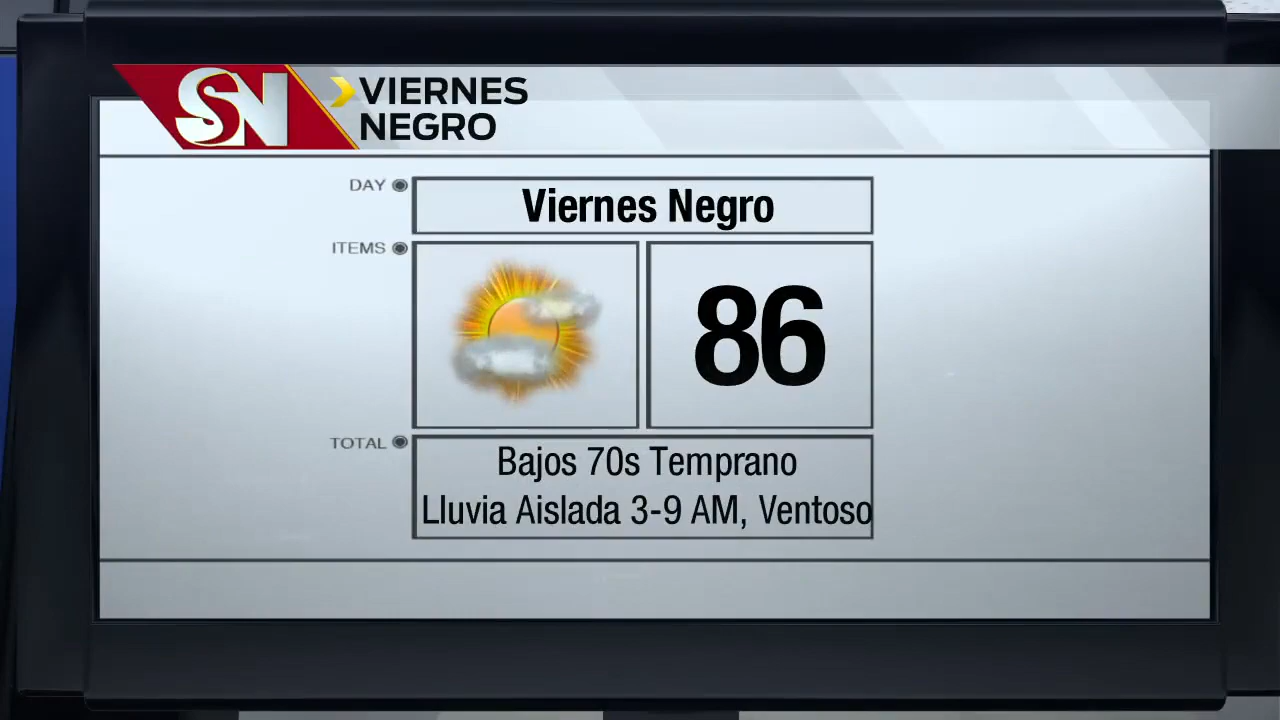 SN
VIERNES
NEGRO
DAY
Viernes Negro
ITEMS
86
TOTAL
Bajos 70s Temprano
Lluvia Aislada 3-9 AM, Ventoso